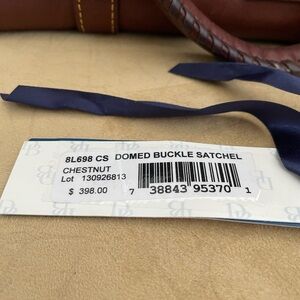 8L698 CS DOMED BUCKLE SATCHEL
CHESTNUT
Lot 130926813
$ 398.00
7 38843 95370 1